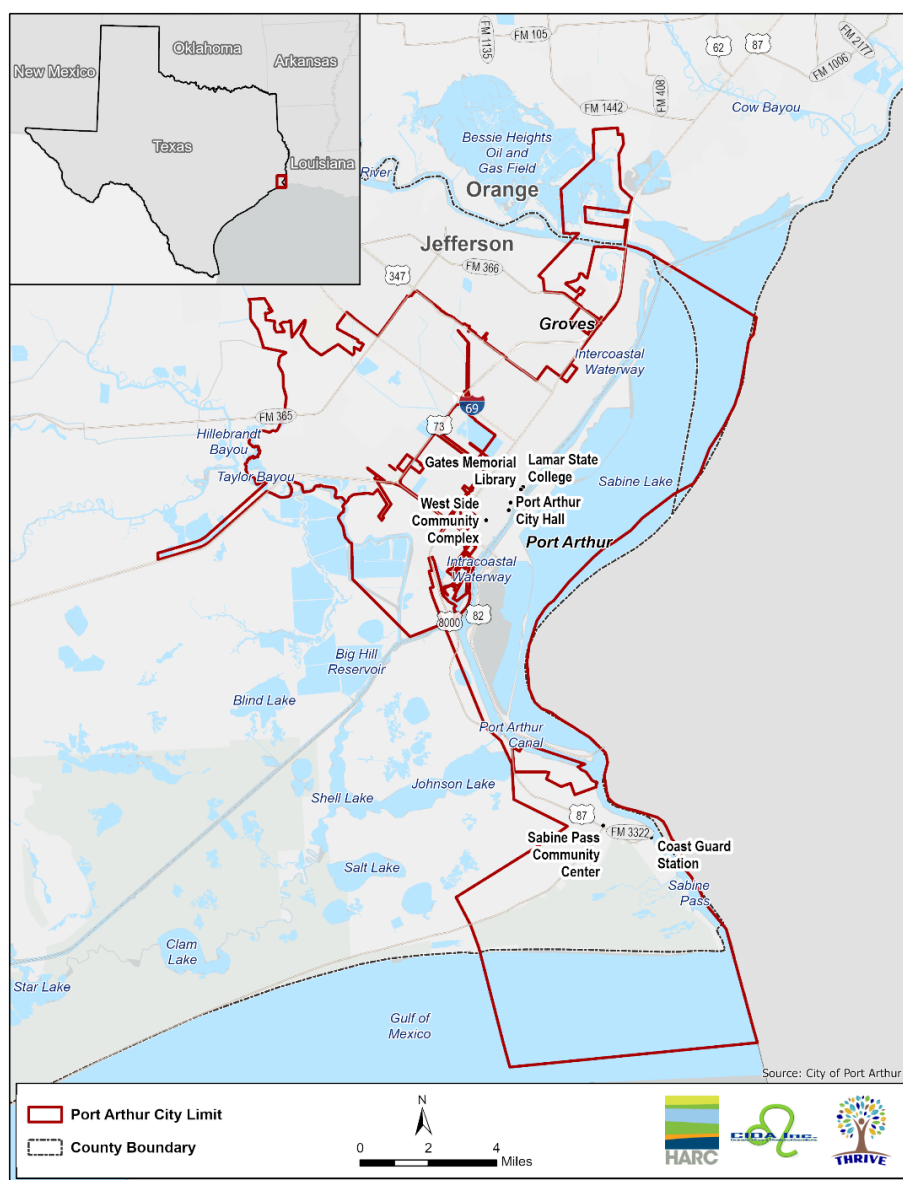 Oklahoma
Arkansas
New Mexico
Texas
Louisiana
FM 1135
FM 105
62
87
FM 2177
FM 1006
FM 408
FM 1442
Cow Bayou
Bessie Heights
Oil and
Gas Field
River
Orange
Jefferson
FM 366
347
Groves
Intercoastal
Waterway
69
FM 365
73
Hillebrandt
Bayou
Taylor Bayou
Gates Memorial
Library
Lamar State
College
Sabine Lake
West Side
Community
Complex
Port Arthur
City Hall
Port Arthur
Intracoastal
Waterway
8000
82
Big Hill
Reservoir
Blind Lake
Port Arthur
Canal
Johnson Lake
Shell Lake
87
FM 3322
Sabine Pass
Community
Center
Coast Guard
Station
Salt Lake
Sabine
Pass
Clam
Lake
Star Lake
Gulf of
Mexico
Source: City of Port Arthur
Port Arthur City Limit
County Boundary
N
0 2 4
Miles
HARC
CIDA Inc.
THRIVE